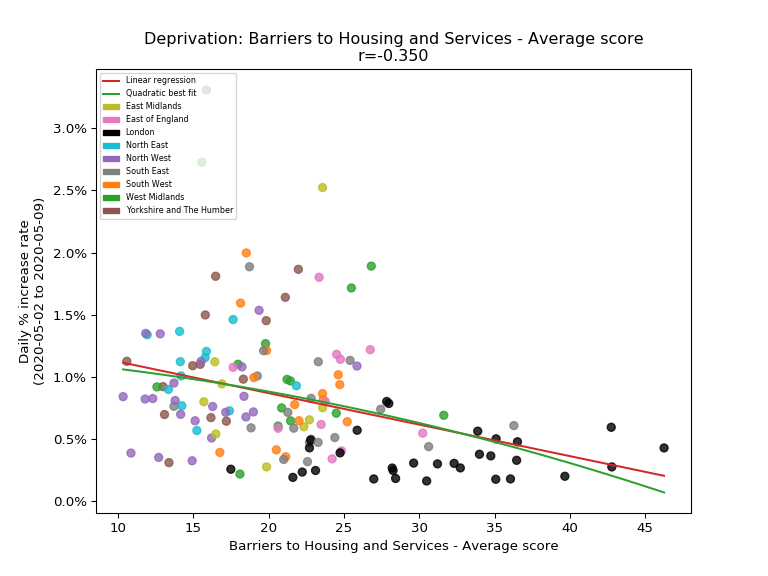 Deprivation: Barriers to Housing and Services - Average score
r=-0.350
Linear regression
Quadratic best fit
East Midlands
East of England
London
North East
North West
South East
South West
West Midlands
Yorkshire and The Humber
3.0%
2.5%
2.0%
1.5%
1.0%
0.5%
0.0%
Daily % increase rate
(2020-05-02 to 2020-05-09)
10 15 20 25 30 35 40 45
Barriers to Housing and Services - Average score